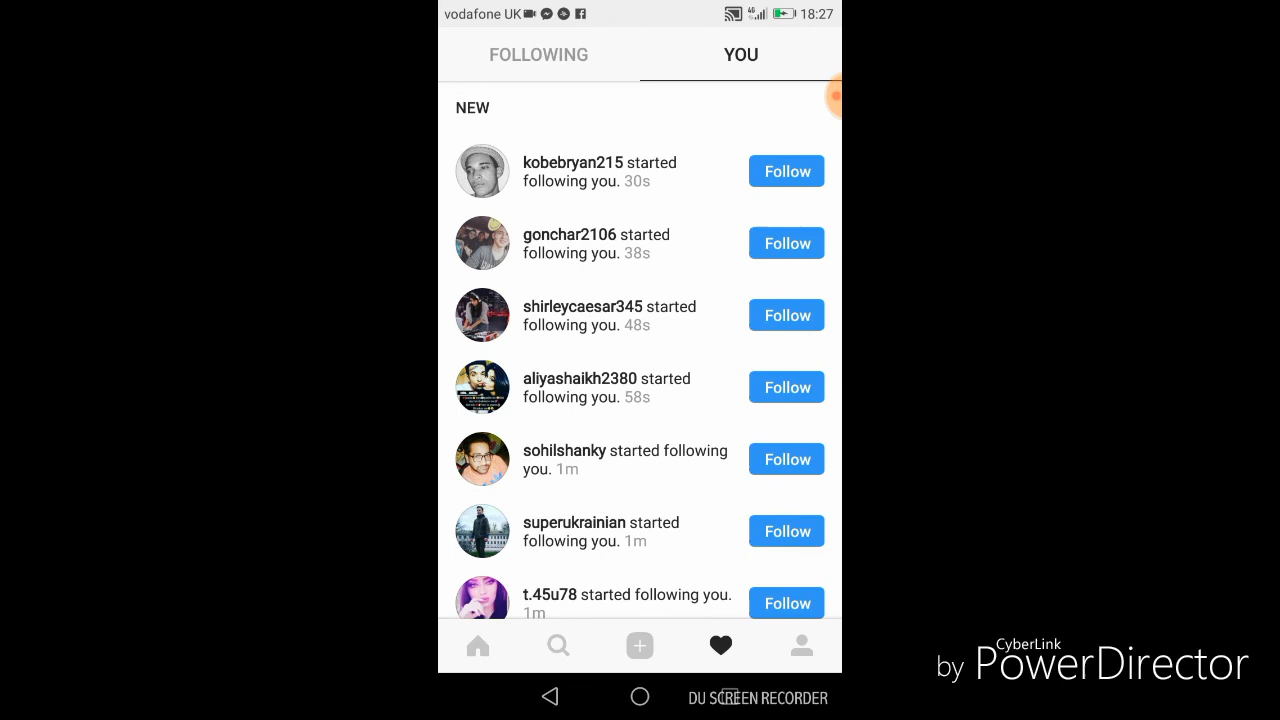 vodafone UK
4G
18:27
FOLLOWING
YOU
NEW
kobebryan215 started
following you. 30s
Follow
gonchar2106 started
following you. 38s
Follow
shirleycaesar345 started
following you. 48s
Follow
aliyashaikh2380 started
following you. 58s
Follow
sohilshanky started following
you. 1m
Follow
superukrainian started
following you. 1m
Follow
t.45u78 started following you.
1m
Follow
DU SCREEN RECORDER
CyberLink
by PowerDirector